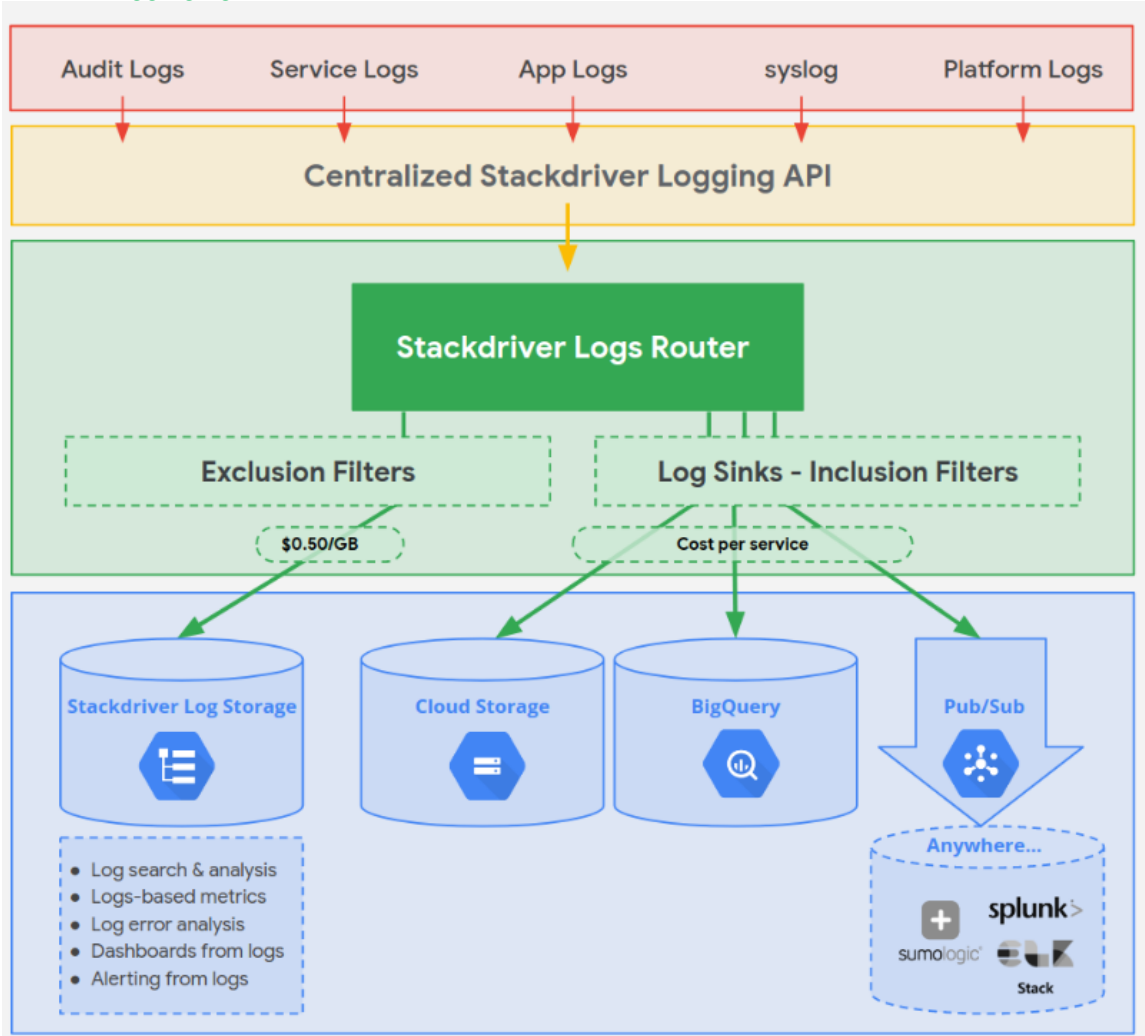 Audit Logs
Service Logs
App Logs
syslog
Platform Logs
Centralized Stackdriver Logging API
Stackdriver Logs Router
Exclusion Filters
Log Sinks - Inclusion Filters
$0.50/GB
Cost per service
Stackdriver Log Storage
Cloud Storage
BigQuery
Pub/Sub
• Log search & analysis
• Logs-based metrics
• Log error analysis
• Dashboards from logs
• Alerting from logs
Anywhere...
splunk>
sumologic
ELK
Stack